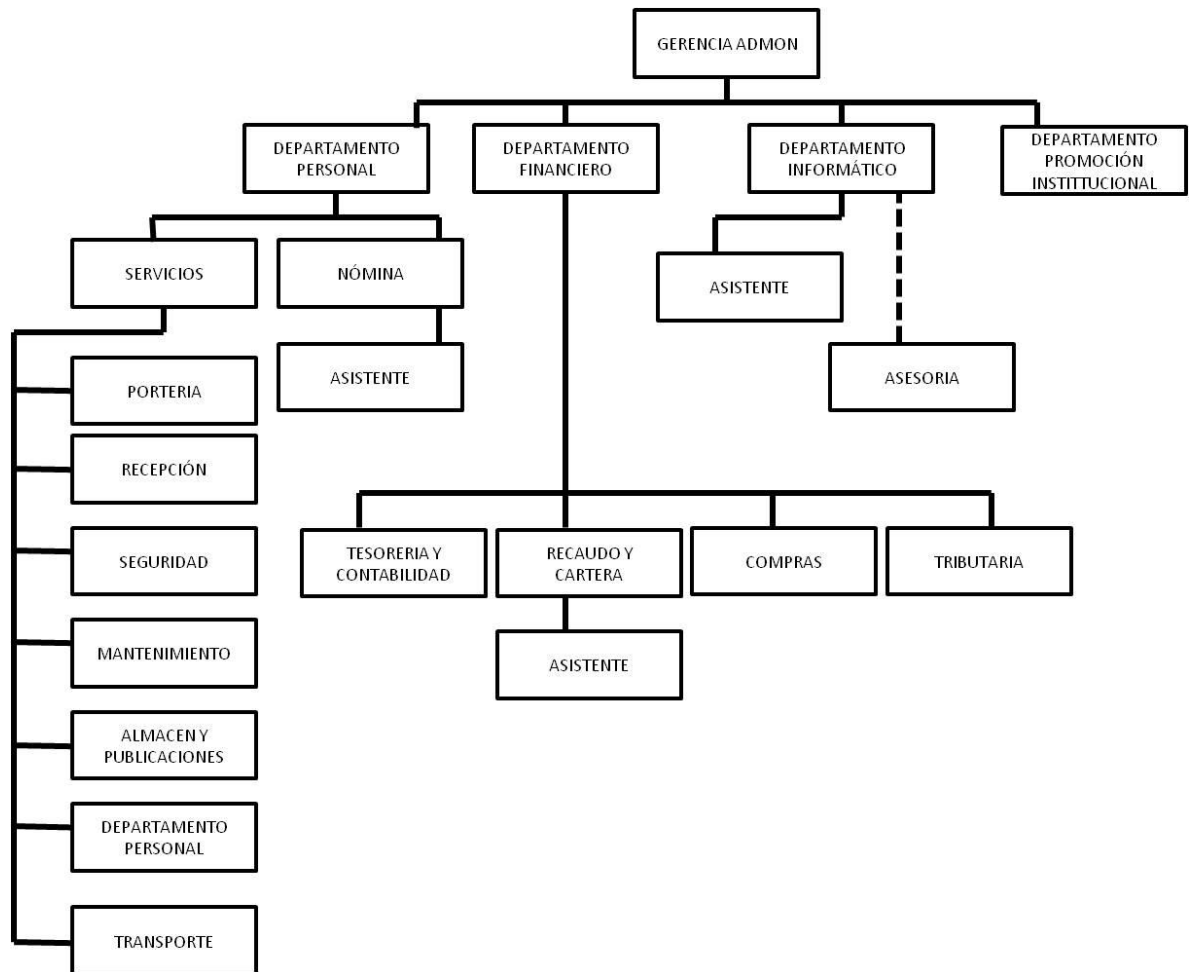 GERENCIA ADMON
DEPARTAMENTO
PERSONAL
DEPARTAMENTO
FINANCIERO
DEPARTAMENTO
INFORMÁTICO
DEPARTAMENTO
PROMOCIÓN
INSTITTUCIONAL
SERVICIOS
NÓMINA
ASISTENTE
ASISTENTE
ASESORIA
PORTERIA
RECEPCIÓN
SEGURIDAD
MANTENIMIENTO
ALMACEN Y
PUBLICACIONES
DEPARTAMENTO
PERSONAL
TRANSPORTE
TESORERIA Y
CONTABILIDAD
RECAUDO Y
CARTERA
COMPRAS
TRIBUTARIA
ASISTENTE